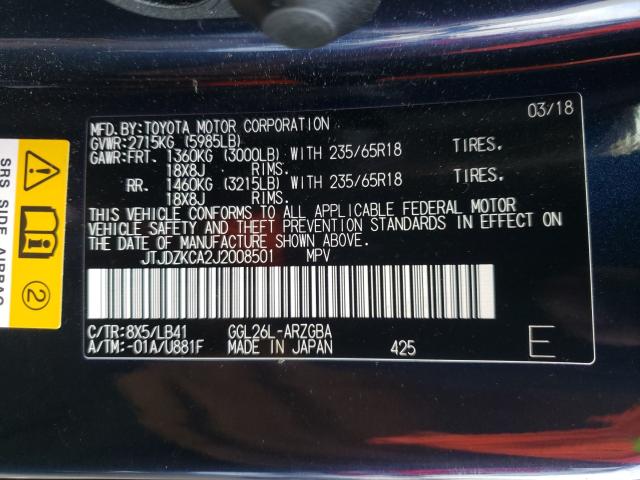 03/18
MFD.BY:TOYOTA MOTOR CORPORATION
GVWR:2715KG (5985LB)
GAWR:FRT. 1360KG (3000LB) WITH 235/65R18 TIRES.
18X8J RIMS.
RR. 1460KG (3215LB) WITH 235/65R18 TIRES.
18X8J RIMS.
THIS VEHICLE CONFORMS TO ALL APPLICABLE FEDERAL MOTOR
VEHICLE SAFETY AND THEFT PREVENTION STANDARDS IN EFFECT ON
THE DATE OF MANUFACTURE SHOWN ABOVE.
JTJDZKCA2J2008501 MPV
C/TR:8X5/LB41 GGL26L-ARZGBA
A/TM:-01A/U881F MADE IN JAPAN 425
E
SRS SIDE AIRBAG
2